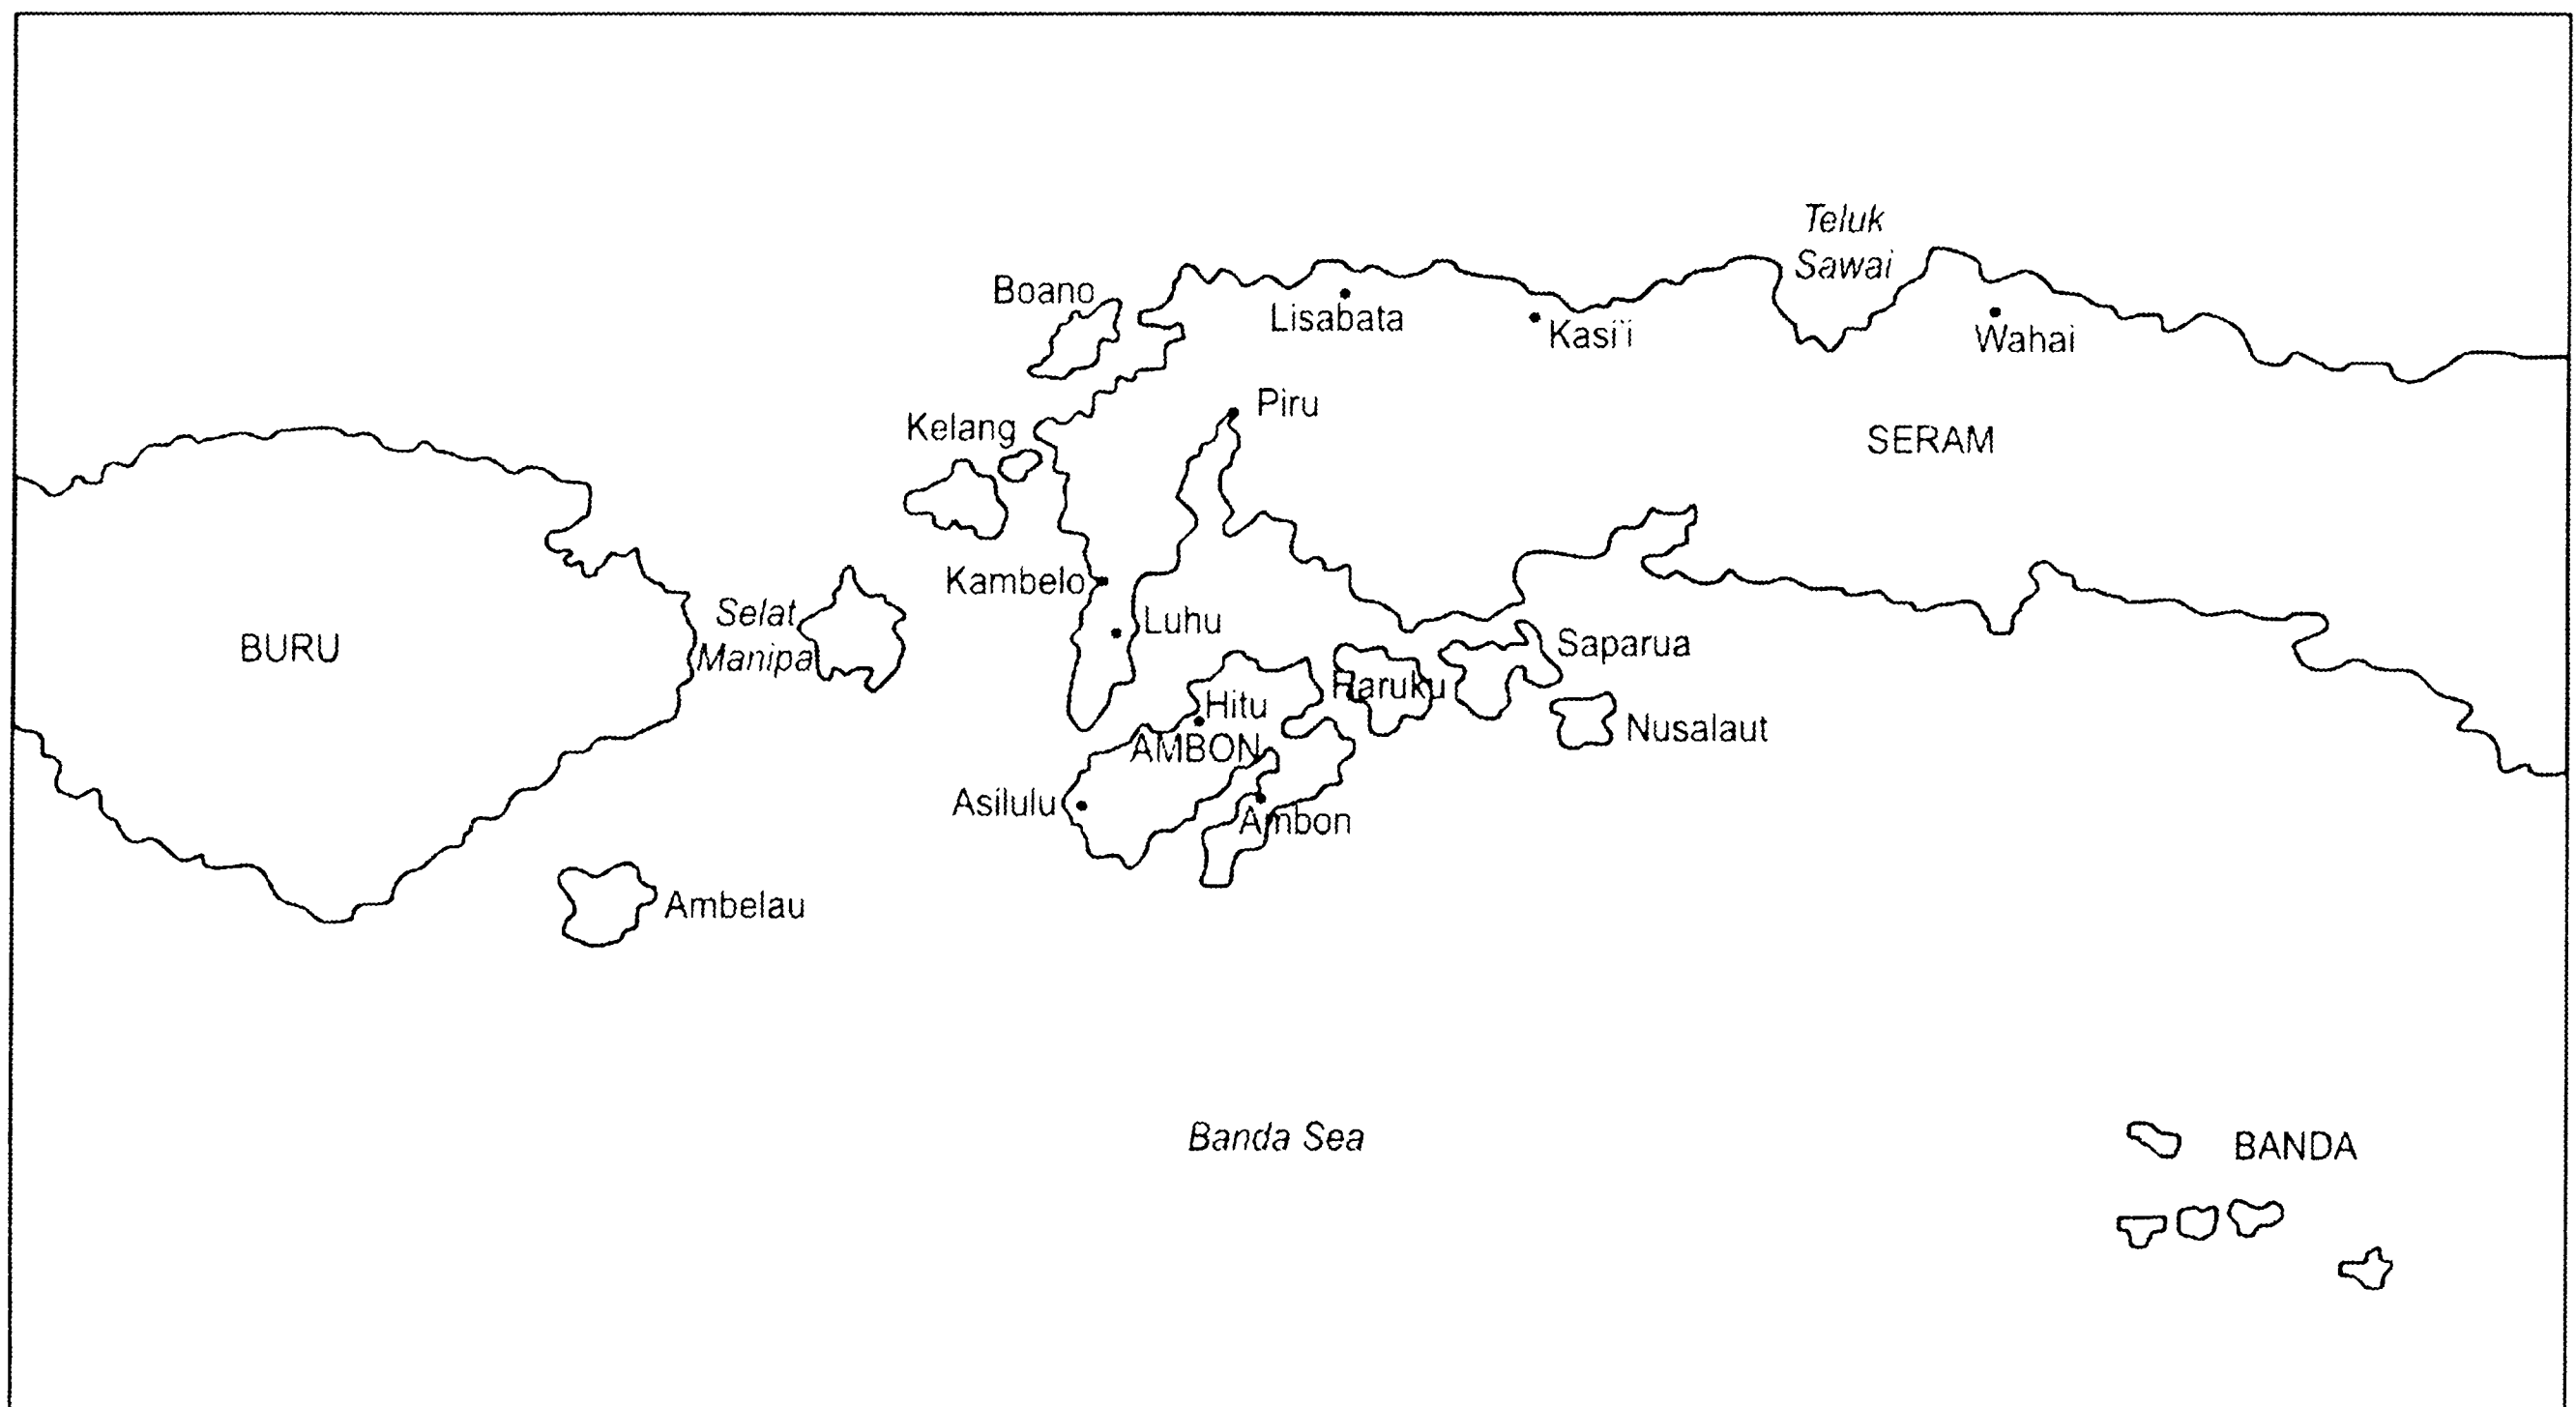 Teluk
Sawai
Boano
Lisabata
Kasi'i
Wahai
Piru
Kelang
SERAM
Kambelo
Selat
Manipa
Luhu
BURU
Saparua
Haruku
Hitu
Nusalaut
AMBON
Asilulu
Ambon
Ambelau
Banda Sea
BANDA